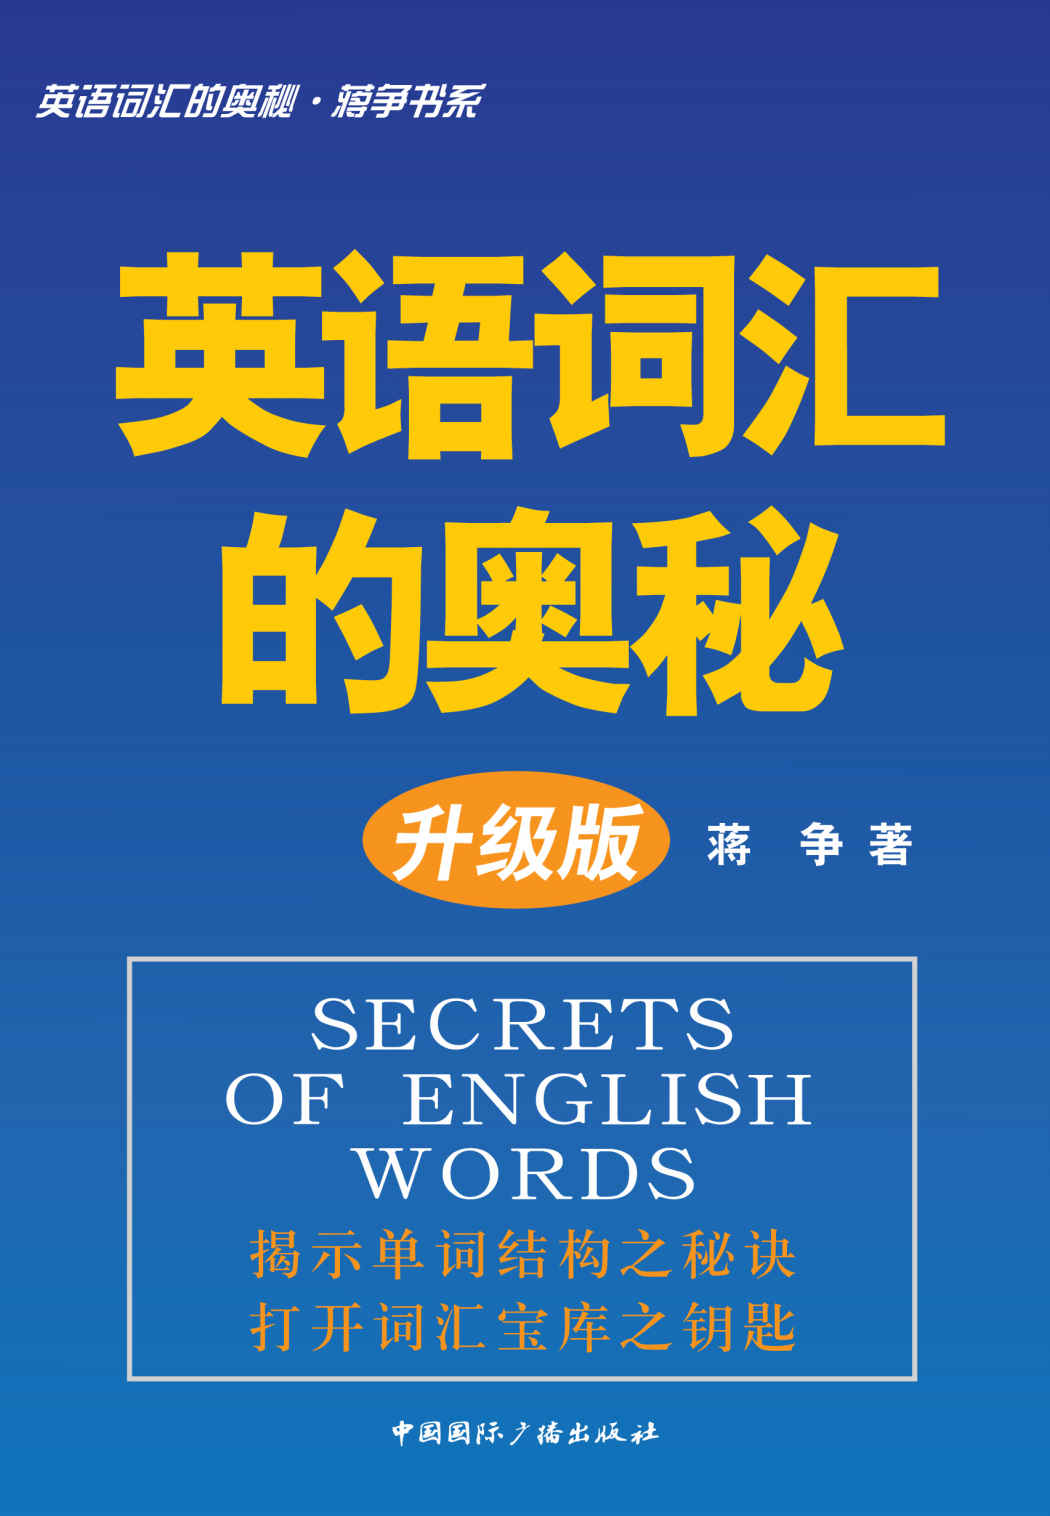 英语词汇的奥秘·蒋争书系
英语词汇
的奥秘
升级版
蒋 争 著
SECRETS
OF ENGLISH
WORDS
揭示单词结构之秘诀
打开词汇宝库之钥匙
中国国际广播出版社